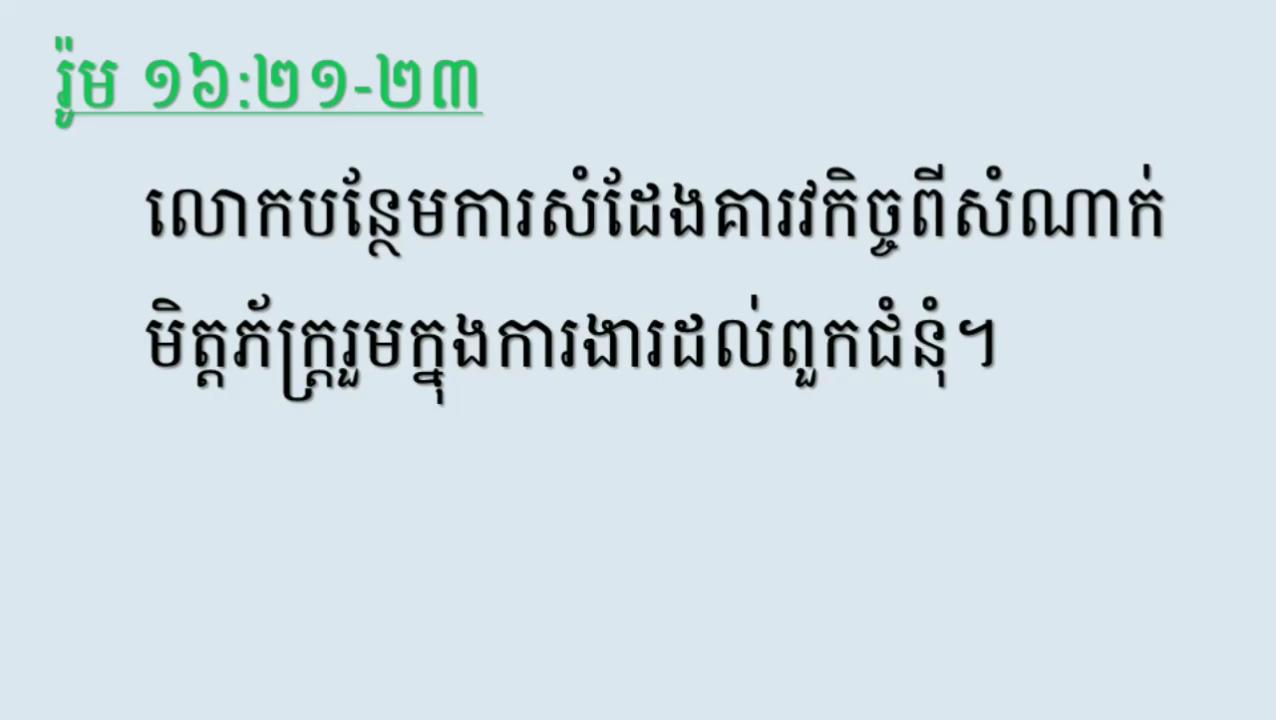 រ៉ូម ១៦:២១-២៣
លោកបន្ថែមការសំដែងគារវកិច្ចពីសំណាក់
មិត្តភ័ក្ត្ររួមក្នុងការងារដល់ពួកជំនុំ។